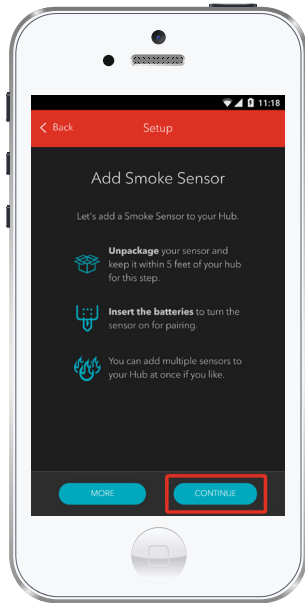 11:18
Back Setup
Add Smoke Sensor
Let's add a Smoke Sensor to your Hub.
Unpackage your sensor and
keep it within 5 feet of your hub
for this step.
Insert the batteries to turn the
sensor on for pairing.
You can add multiple sensors to
your Hub at once if you like.
MORE CONTINUE